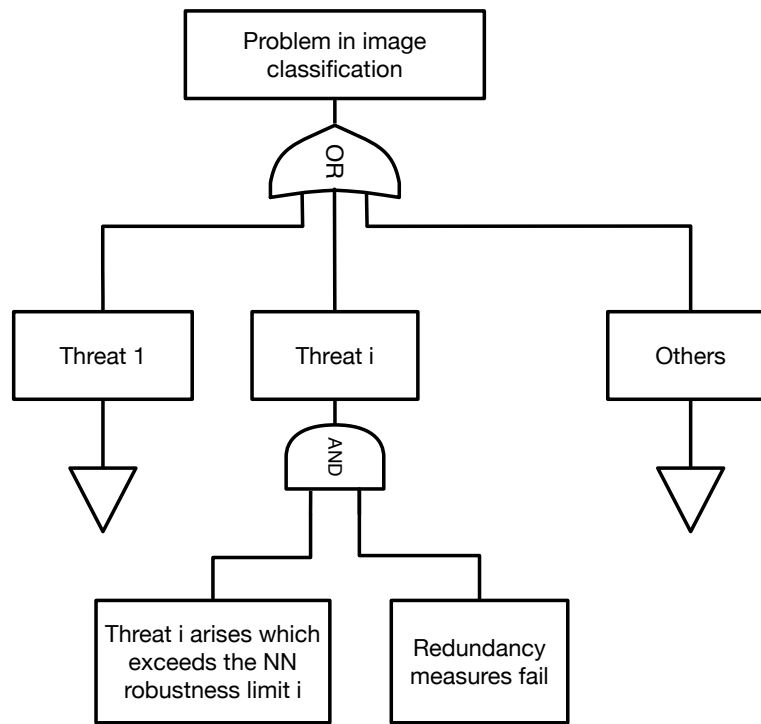 Problem in image
classification
OR
Threat 1
Threat i
Others
AND
Threat i arises which
exceeds the NN
robustness limit i
Redundancy
measures fail